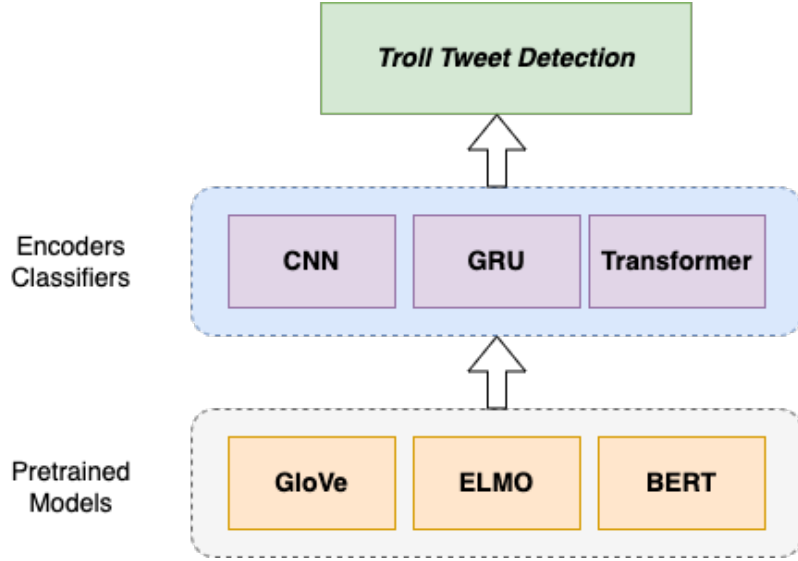 Troll Tweet Detection
Encoders
Classifiers
CNN
GRU
Transformer
Pretrained
Models
GloVe
ELMO
BERT